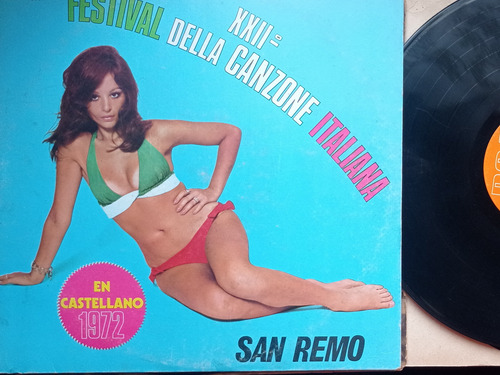 XXII=º
FESTIVAL DELLA CANZONE ITALIANA
EN
CASTELLANO
1972
SAN REMO